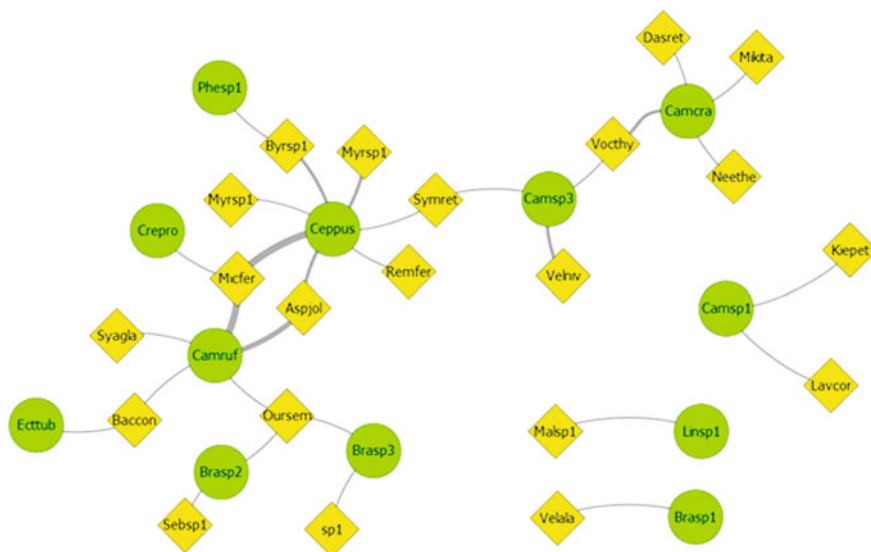 Dasret
Mikita
Phesp1
Camcra
Byrsp1
Myrsp1
Vocthy
Neethe
Myrsp1
Symret
Camsp3
Crepro
Ceppus
Kiepet
Micfer
Remfer
Velniv
Aspjol
Camsp1
Syagla
Camruf
Lavcor
Ecttub
Baccon
Oursem
Malsp1
Linsp1
Brasp2
Brasp3
Sebsp1
sp1
Velala
Brasp1